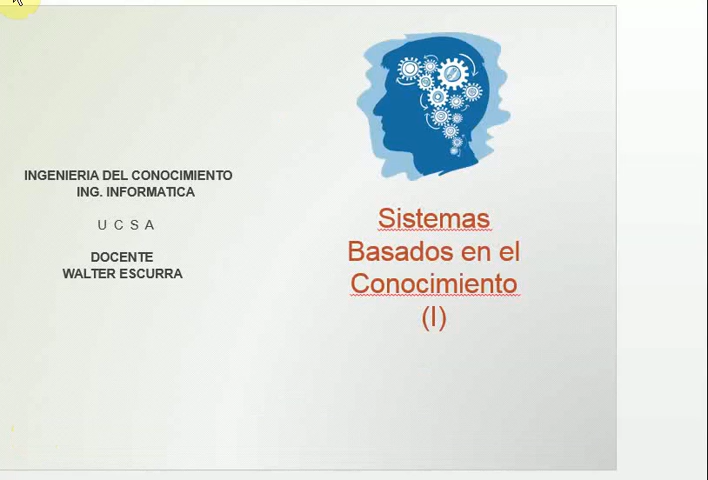 INGENIERIA DEL CONOCIMIENTO
ING. INFORMATICA
U C S A
DOCENTE
WALTER ESCURRA
Sistemas
Basados en el
Conocimiento
(I)